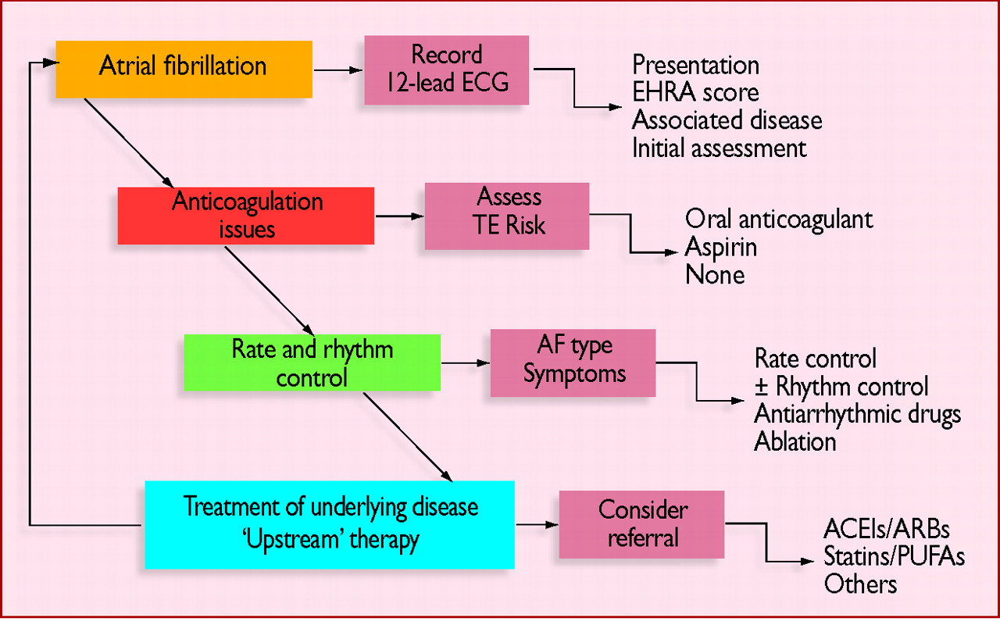 Atrial fibrillation
Record
12-lead ECG
Presentation
EHRA score
Associated disease
Initial assessment
Anticoagulation
issues
Assess
TE Risk
Oral anticoagulant
Aspirin
None
Rate and rhythm
control
AF type
Symptoms
Rate control
± Rhythm control
Antiarrhythmic drugs
Ablation
Treatment of underlying disease
‘Upstream’ therapy
Consider
referral
ACEIs/ARBs
Statins/PUFAs
Others